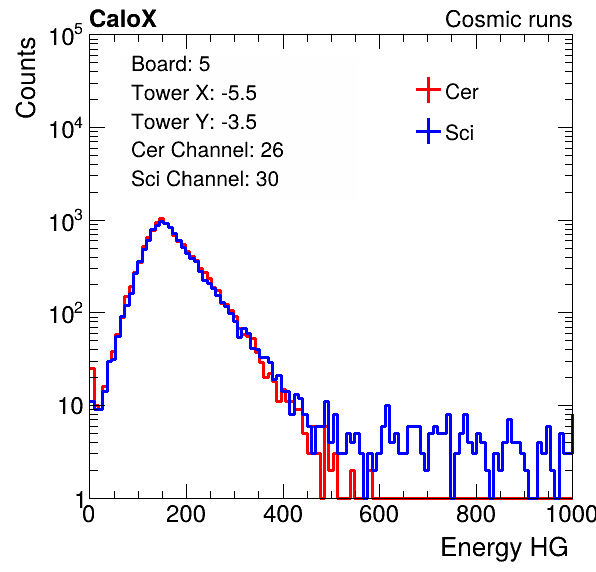 CaloX Cosmic runs
Counts
10^5
10^4
10^3
10^2
10
1
Board: 5
Tower X: -5.5
Tower Y: -3.5
Cer Channel: 26
Sci Channel: 30
Cer
Sci
0 200 400 600 800 1000
Energy HG